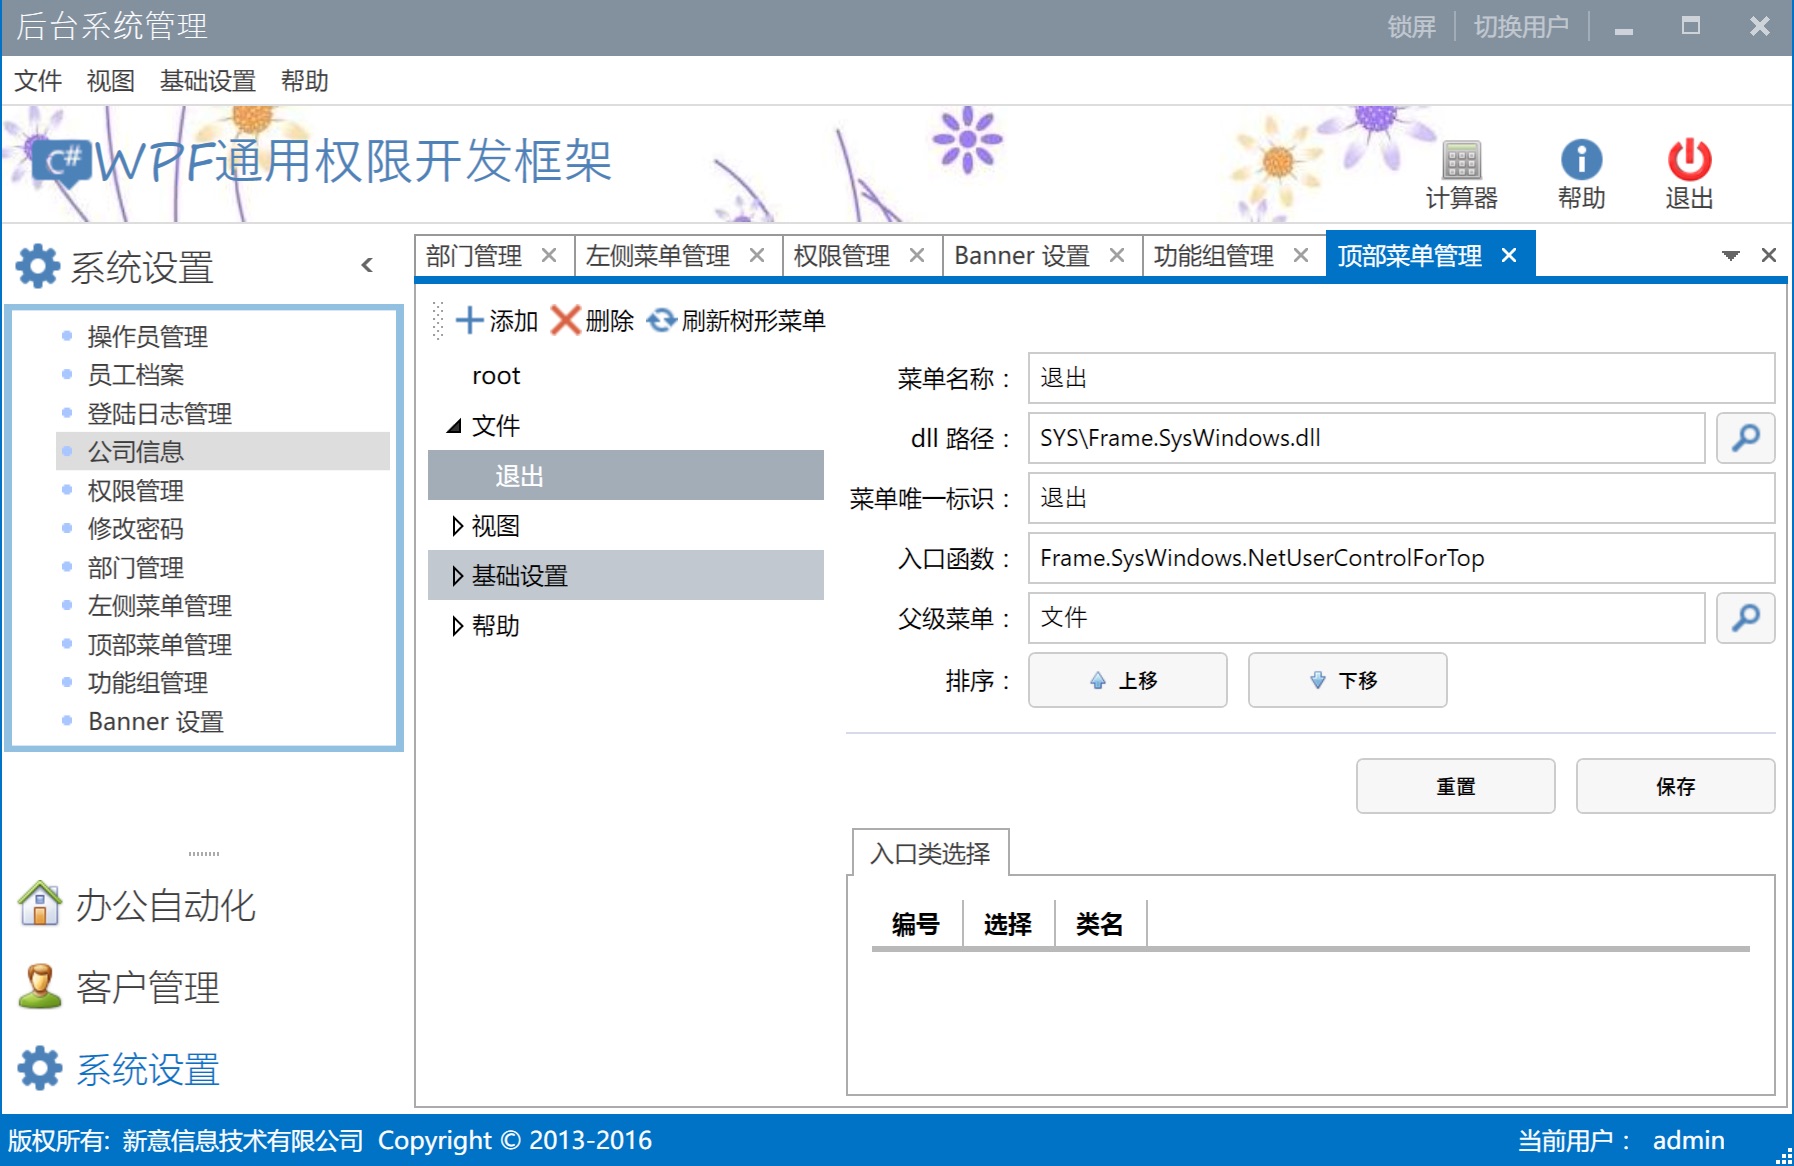 后台系统管理
锁屏 切换用户
文件 视图 基础设置 帮助
C# WPF通用权限开发框架
计算器 帮助 退出
系统设置
部门管理 左侧菜单管理 权限管理 Banner 设置 功能组管理 顶部菜单管理
操作员管理
员工档案
登陆日志管理
公司信息
权限管理
修改密码
部门管理
左侧菜单管理
顶部菜单管理
功能组管理
Banner 设置
办公自动化
客户管理
系统设置
添加 删除 刷新树形菜单
root
文件
退出
视图
基础设置
帮助
菜单名称： 退出
dll 路径： SYS\Frame.SysWindows.dll
菜单唯一标识： 退出
入口函数： Frame.SysWindows.NetUserControlForTop
父级菜单： 文件
排序： 上移 下移
重置 保存
入口类选择
编号 选择 类名
版权所有: 新意信息技术有限公司 Copyright © 2013-2016
当前用户： admin